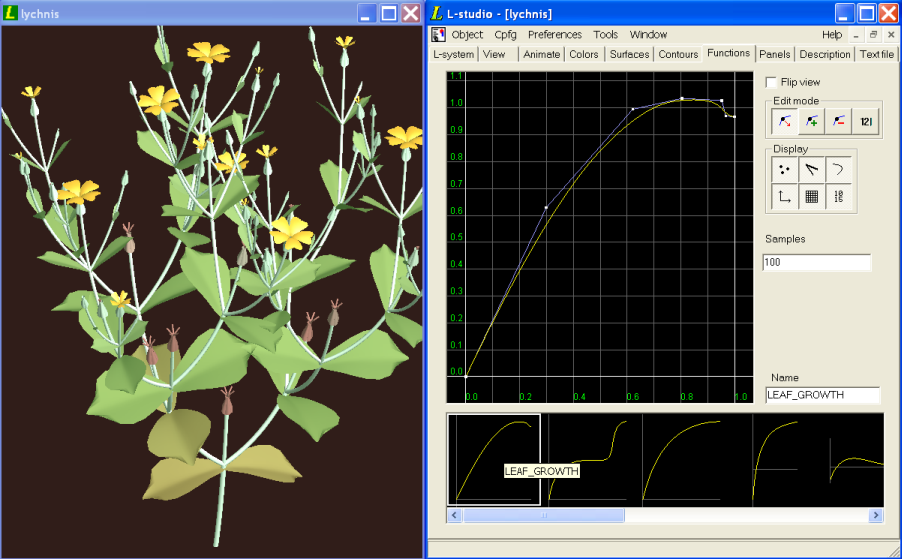 lychnis
L-studio - [lychnis]
Object Cpfg Preferences Tools Window Help
L-system View Animate Colors Surfaces Contours Functions Panels Description Text file
1.1
1.0
0.9
0.8
0.7
0.6
0.5
0.4
0.3
0.2
0.1
0.0
0.0 0.2 0.4 0.6 0.8 1.0
Flip view
Edit mode
12I
Display
10
16
Samples
100
Name
LEAF_GROWTH
LEAF_GROWTH